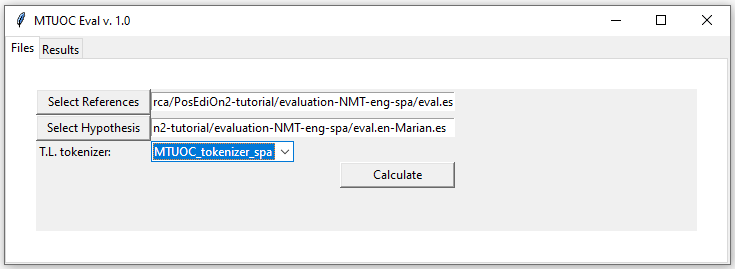 MTUOC Eval v. 1.0
Files Results
Select References rca/PosEdiOn2-tutorial/evaluation-NMT-eng-spa/eval.es
Select Hypothesis n2-tutorial/evaluation-NMT-eng-spa/eval.en-Marian.es
T.L. tokenizer: MTUOC_tokenizer_spa
Calculate